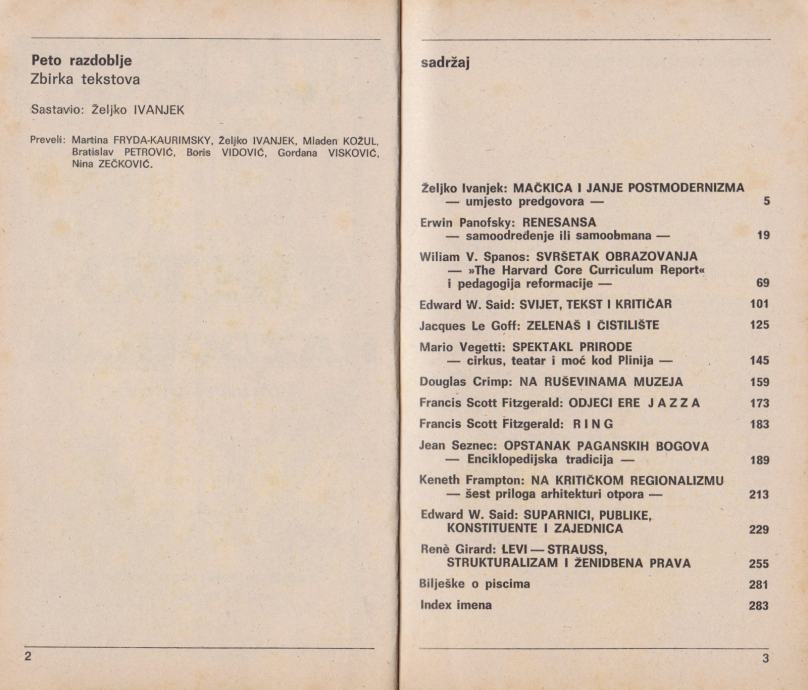 Peto razdoblje
Zbirka tekstova
Sastavio: Željko IVANJEK
Preveli: Martina FRYDA-KAURIMSKY, Željko IVANJEK, Mladen KOŽUL,
Bratislav PETROVIĆ, Boris VIDOVIĆ, Gordana VISKOVIĆ,
Nina ZEČKOVIĆ.
2
sadržaj
Željko Ivanjek: MAČKICA I JANJE POSTMODERNIZMA
— umjesto predgovora — 5
Erwin Panofsky: RENESANSA
— samoodređenje ili samoobmana — 19
Wiliam V. Spanos: SVRŠETAK OBRAZOVANJA
— »The Harvard Core Curriculum Report«
i pedagogija reformacije — 69
Edward W. Said: SVIJET, TEKST I KRITIČAR 101
Jacques Le Goff: ZELENAŠ I ČISTILIŠTE 125
Mario Vegetti: SPEKTAKL PRIRODE
— cirkus, teatar i moć kod Plinija — 145
Douglas Crimp: NA RUŠEVINAMA MUZEJA 159
Francis Scott Fitzgerald: ODJECI ERE J A Z Z A 173
Francis Scott Fitzgerald: R I N G 183
Jean Seznec: OPSTANAK PAGANSKIH BOGOVA
— Enciklopedijska tradicija — 189
Keneth Frampton: NA KRITIČKOM REGIONALIZMU
— šest priloga arhitekturi otpora — 213
Edward W. Said: SUPARNICI, PUBLIKE,
KONSTITUENTE I ZAJEDNICA 229
Renè Girard: LEVI — STRAUSS,
STRUKTURALIZAM I ŽENIDBENA PRAVA 255
Bilješke o piscima 281
Index imena 283
3